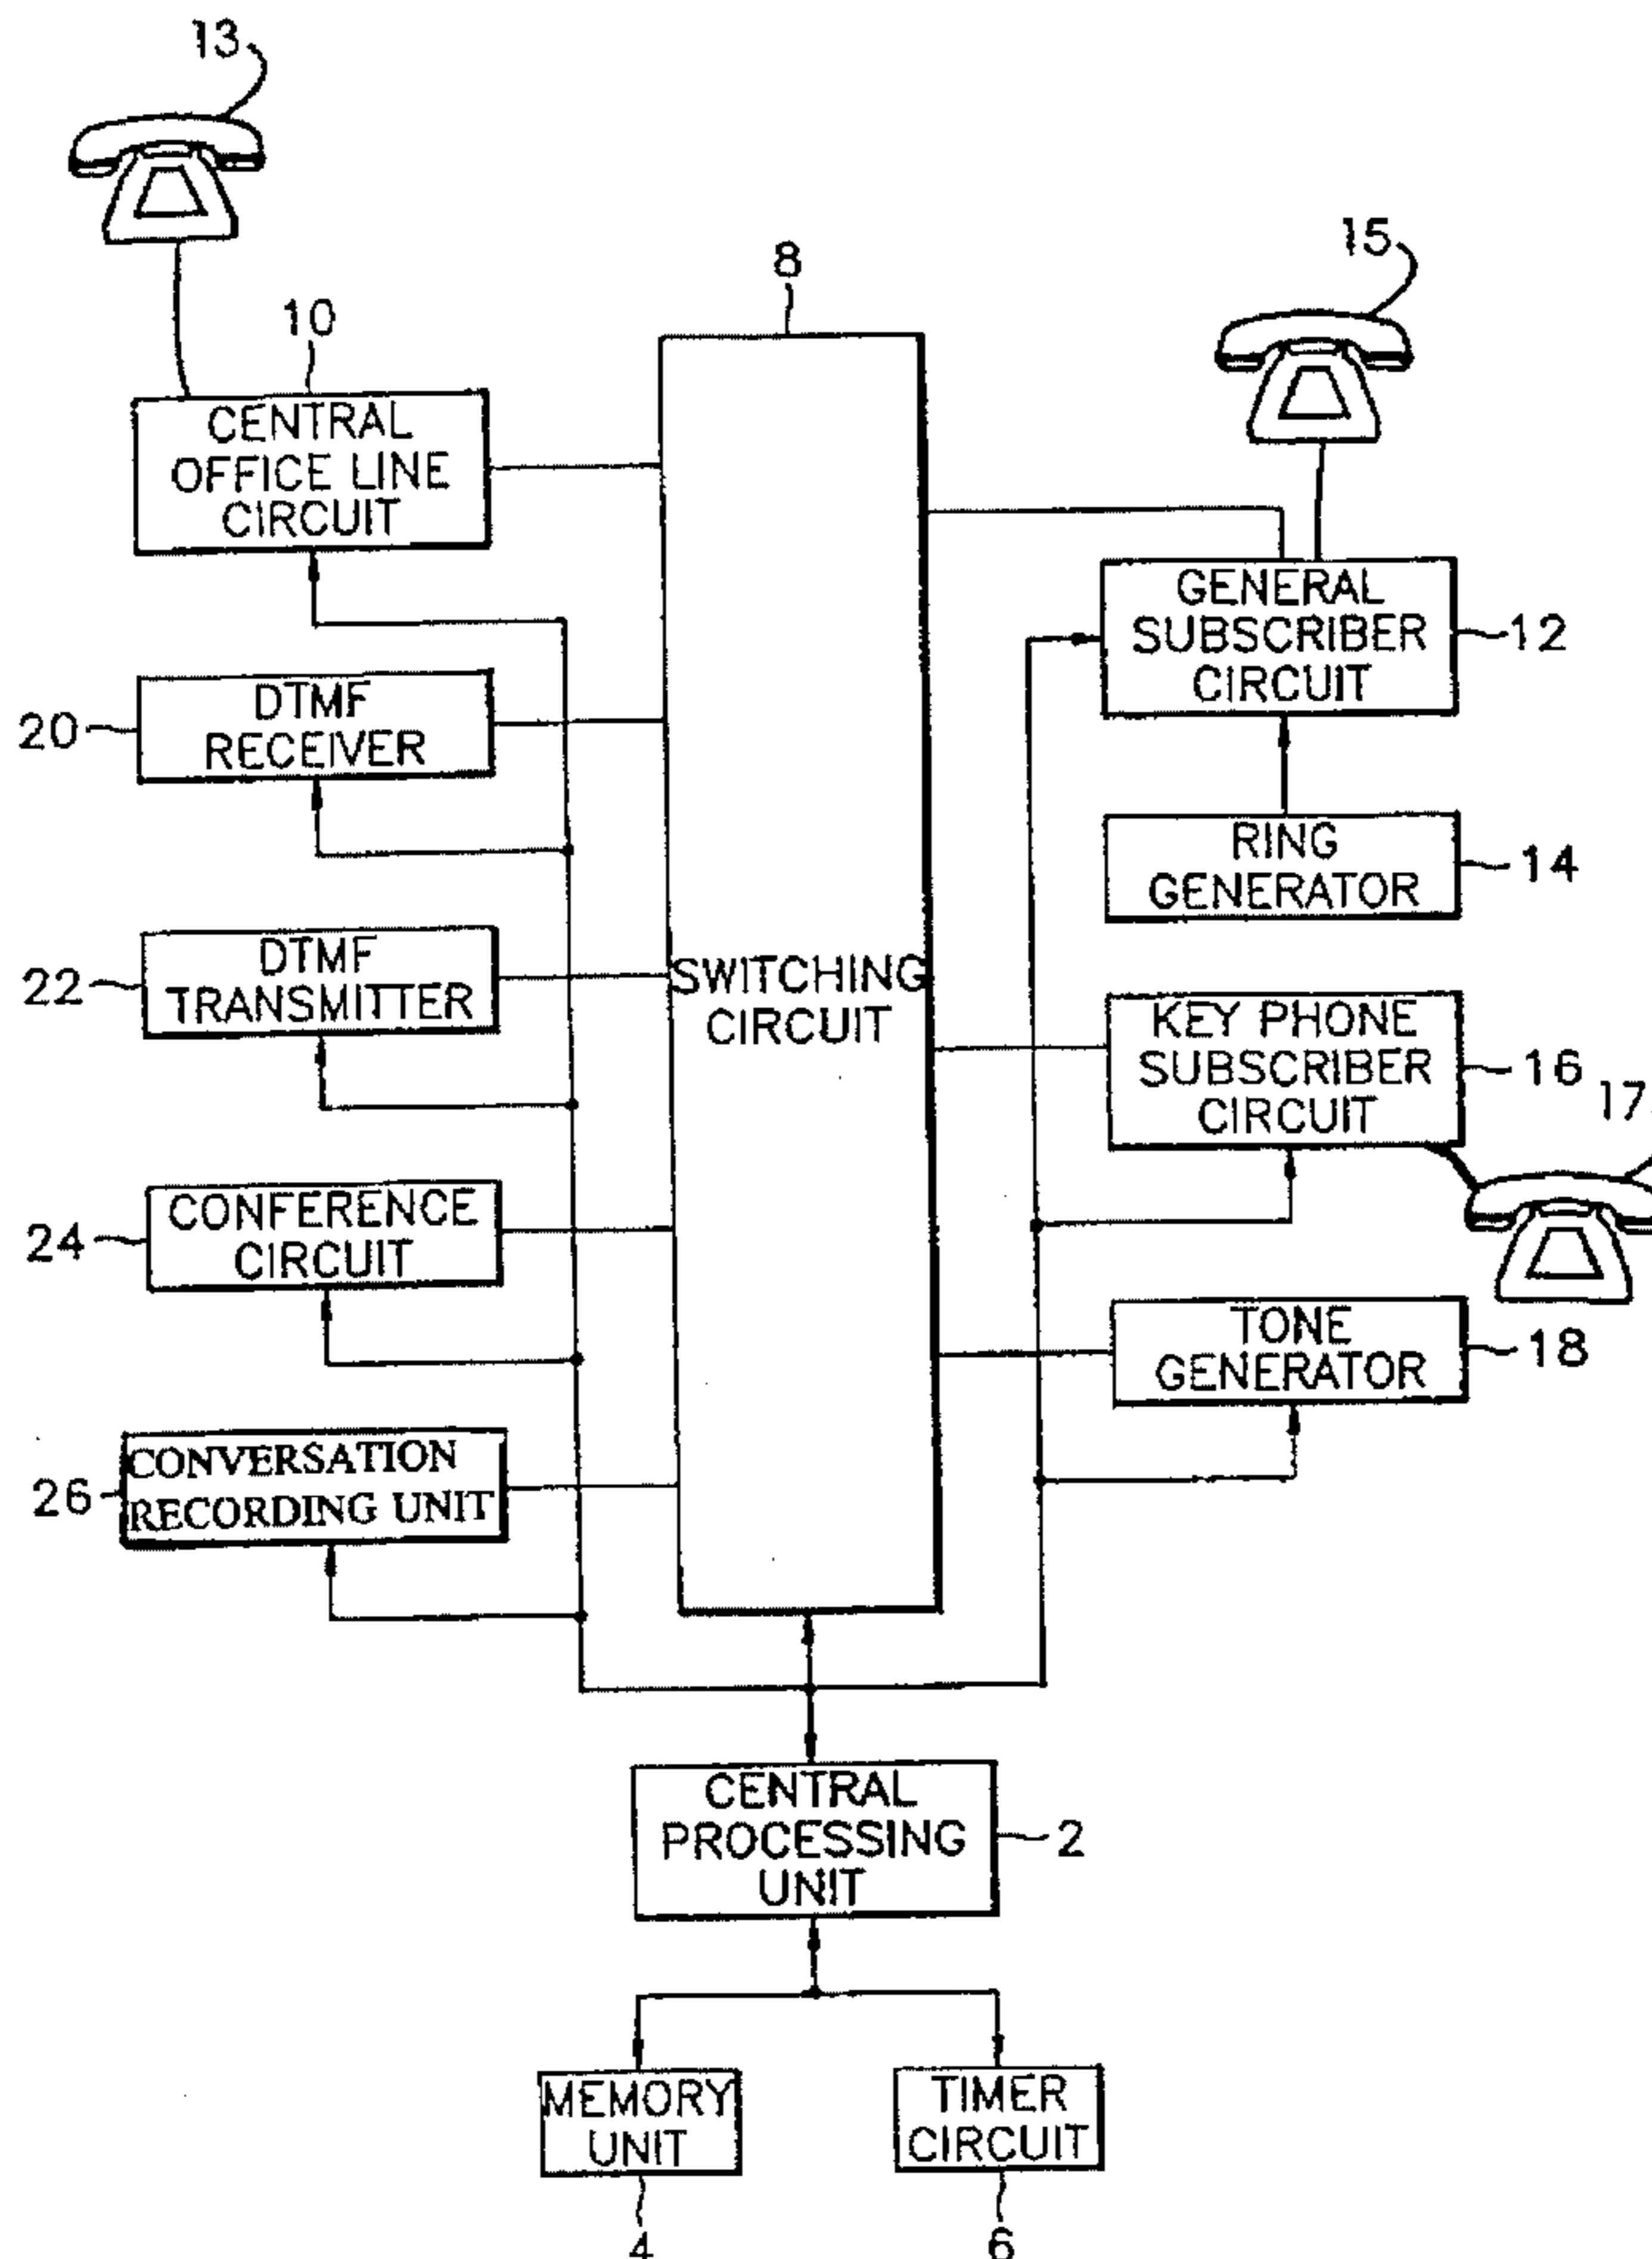 13
15
8
10
CENTRAL
OFFICE LINE
CIRCUIT
GENERAL
SUBSCRIBER
CIRCUIT
12
20
DTMF
RECEIVER
RING
GENERATOR
14
22
DTMF
TRANSMITTER
SWITCHING
CIRCUIT
KEY PHONE
SUBSCRIBER
CIRCUIT
16
17
24
CONFERENCE
CIRCUIT
TONE
GENERATOR
18
26
CONVERSATION
RECORDING UNIT
CENTRAL
PROCESSING
UNIT
2
MEMORY
UNIT
TIMER
CIRCUIT
4
6